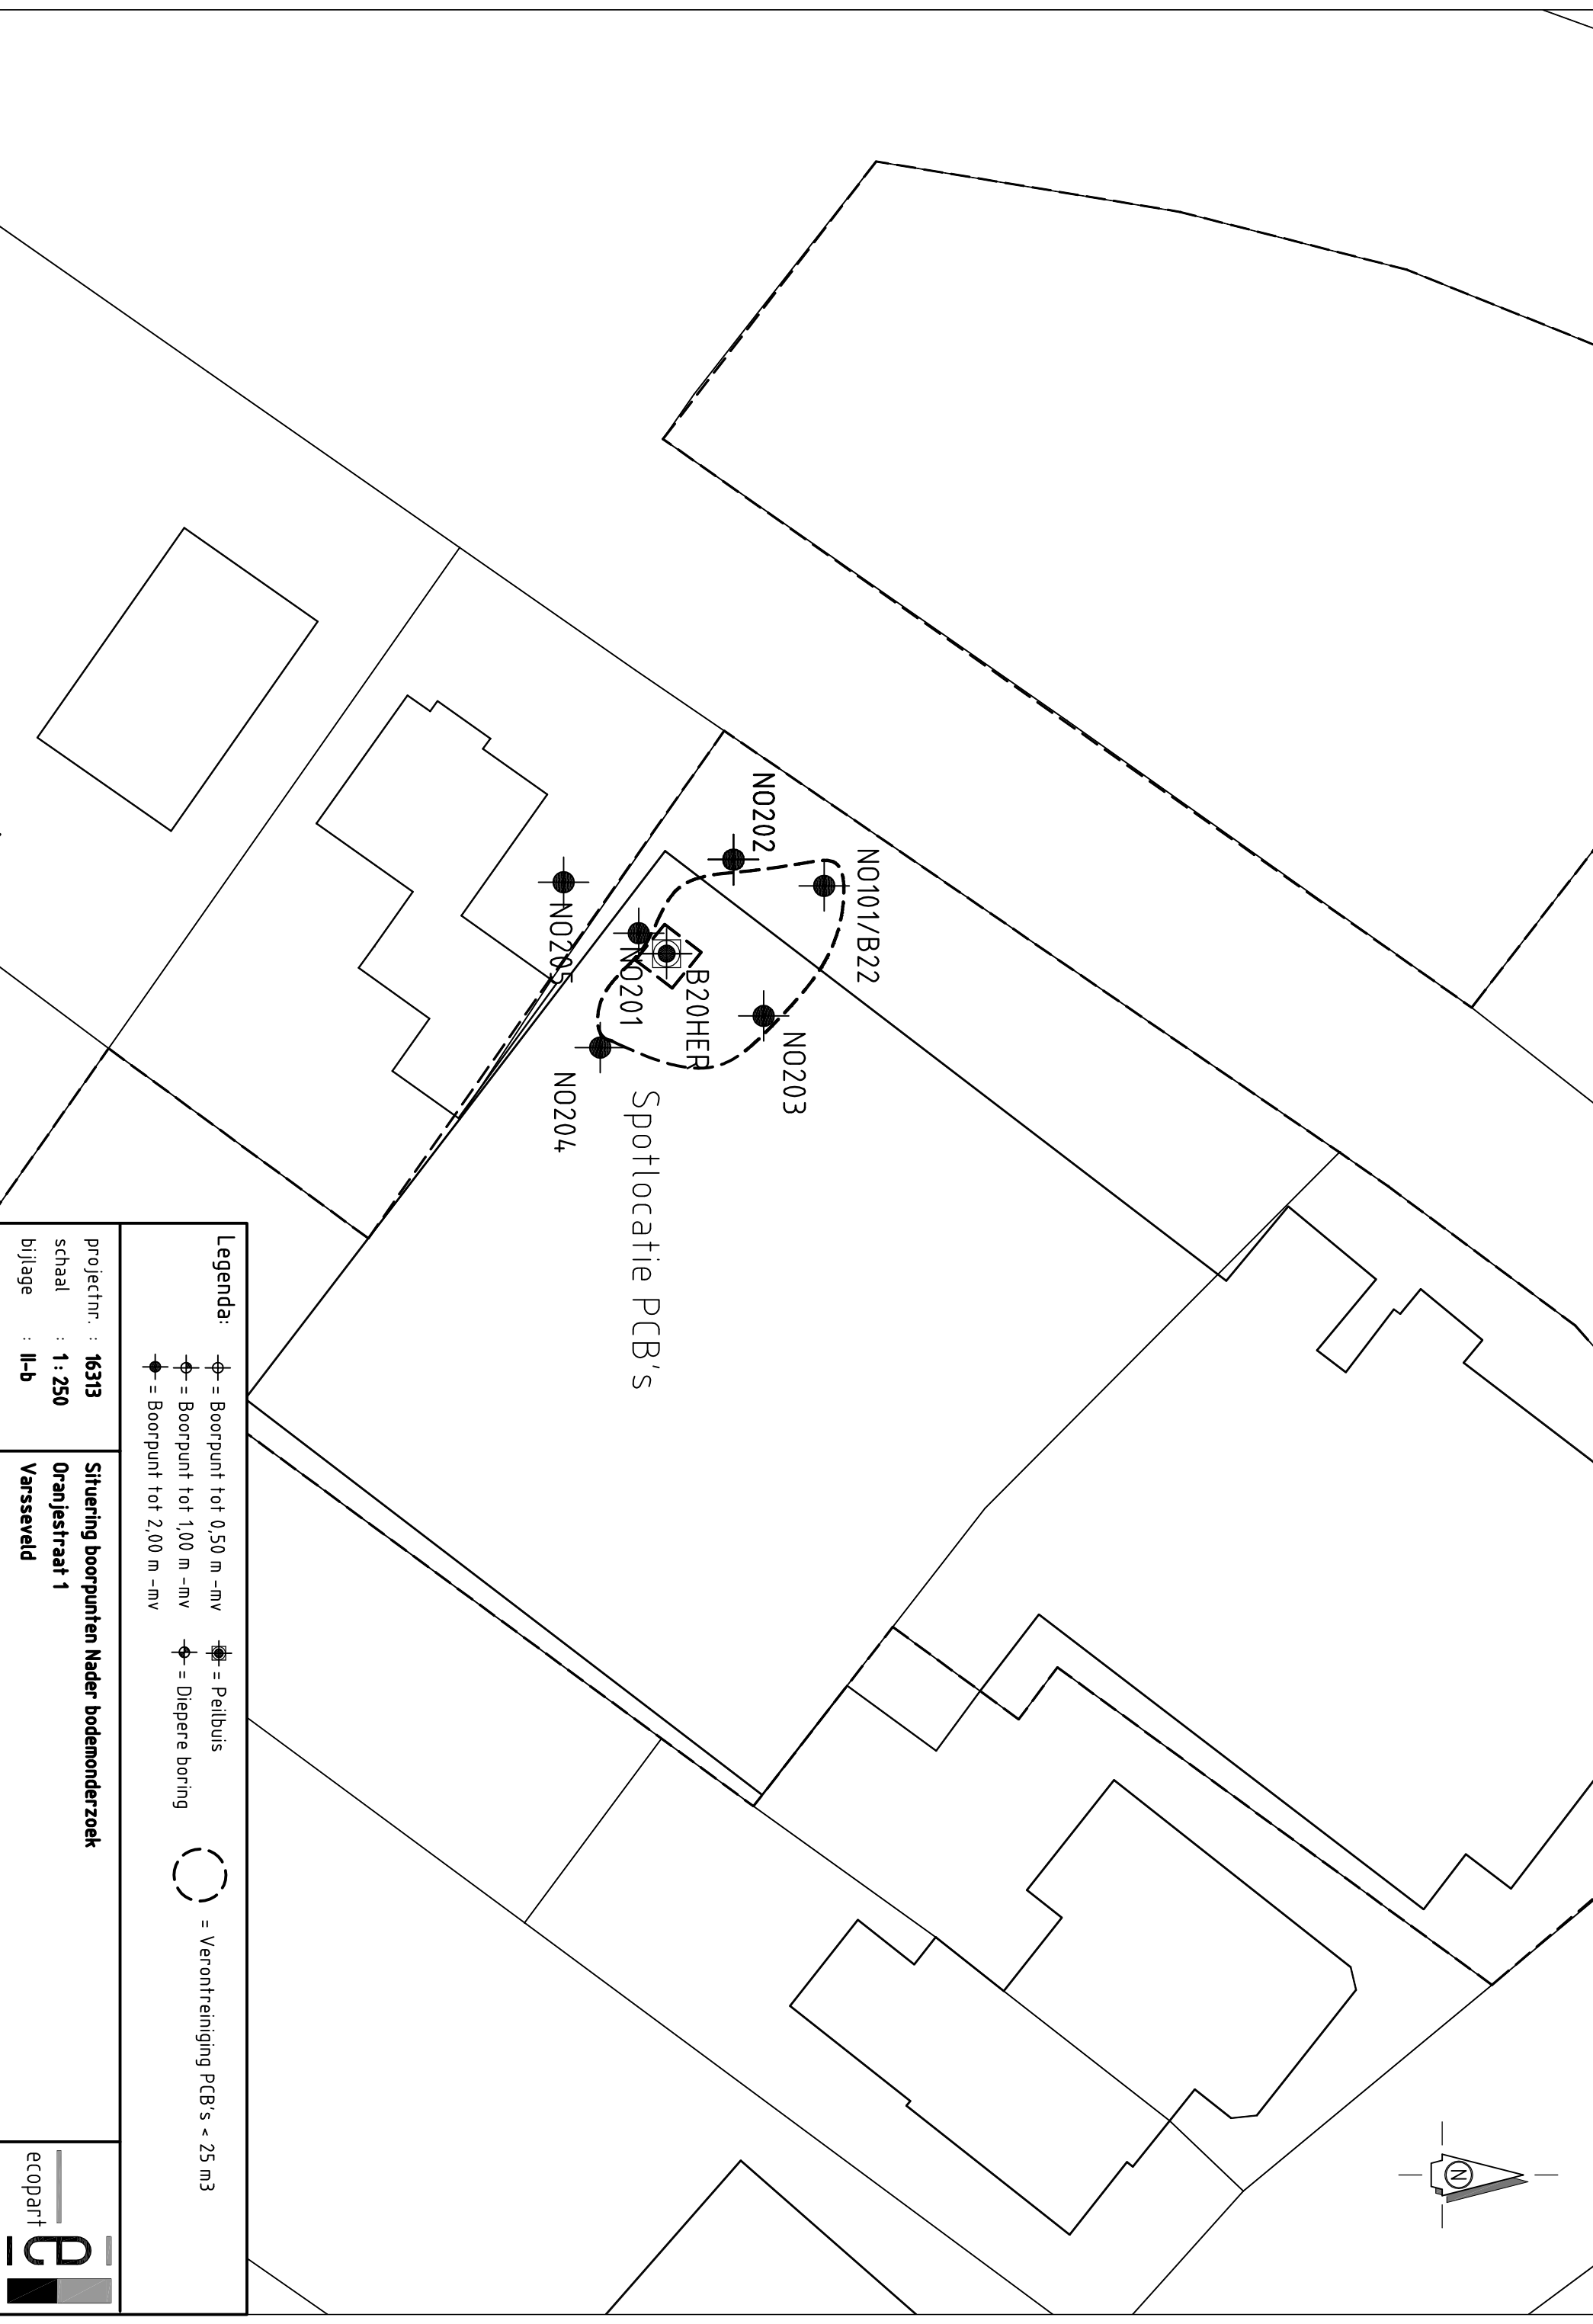 NO101/B22
NO202
NO203
B20HER
NO201
NO205
NO204
Spotlocatie PCB's
N
Legenda:
= Boorpunt tot 0,50 m -mv
= Boorpunt tot 1,00 m -mv
= Boorpunt tot 2,00 m -mv
= Peilbuis
= Diepere boring
= Verontreiniging PCB's < 25 m3
projectnr. : 16313
schaal : 1 : 250
bijlage : II-b
Situering boorpunten Nader bodemonderzoek
Oranjestraat 1
Varsseveld
ecopart